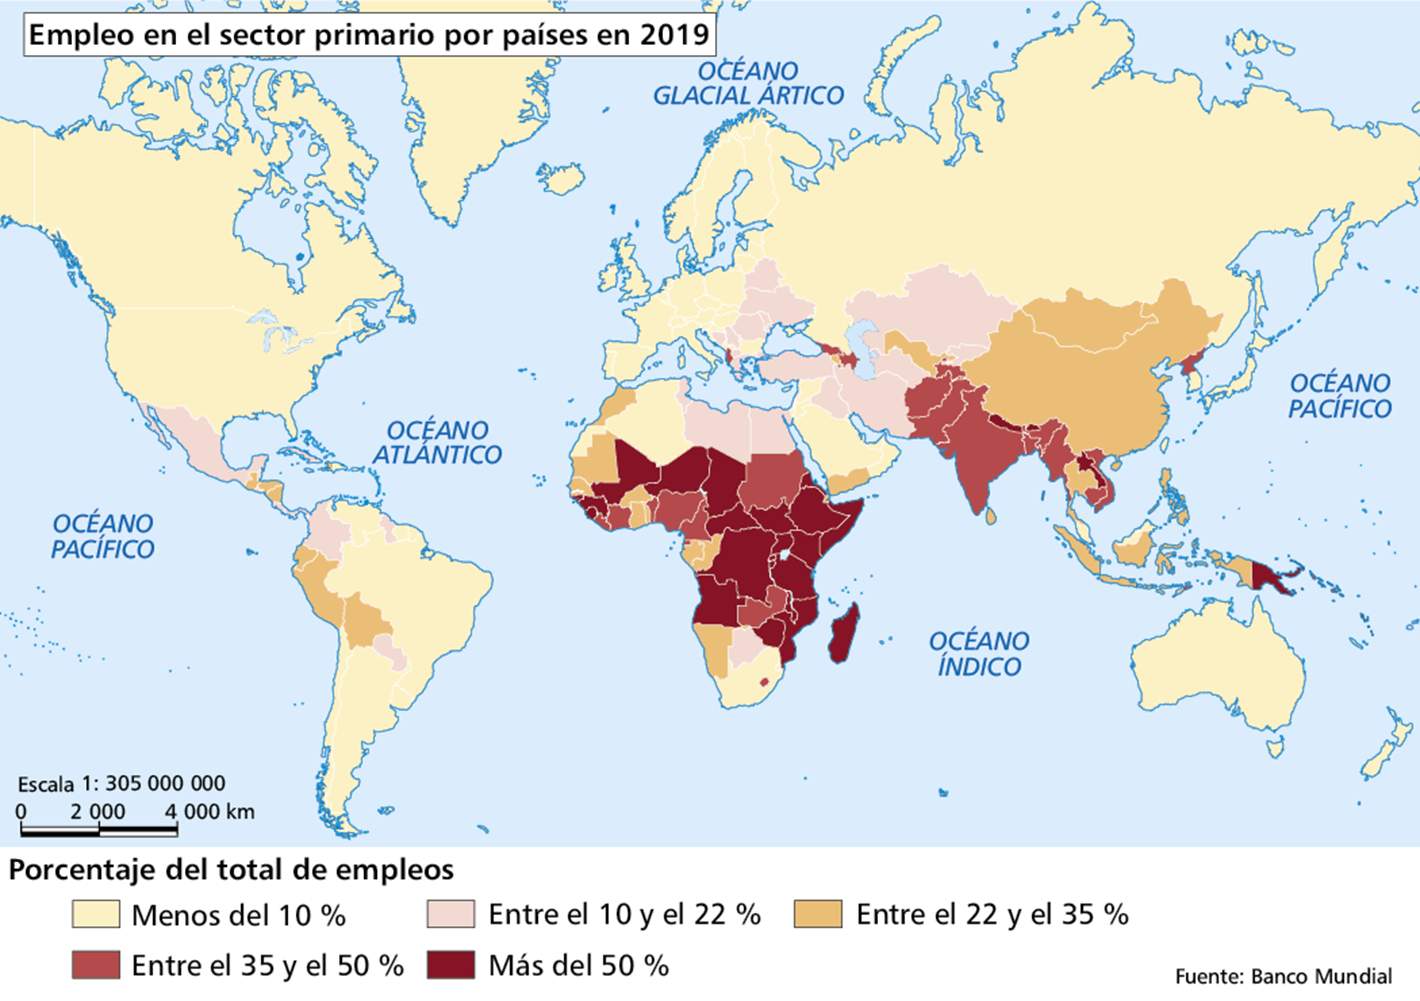 Empleo en el sector primario por países en 2019
OCÉANO
GLACIAL ÁRTICO
OCÉANO
PACÍFICO
OCÉANO
ATLÁNTICO
OCÉANO
PACÍFICO
OCÉANO
ÍNDICO
Escala 1: 305 000 000
0 2 000 4 000 km
Porcentaje del total de empleos
Menos del 10 % Entre el 10 y el 22 % Entre el 22 y el 35 %
Entre el 35 y el 50 % Más del 50 %
Fuente: Banco Mundial